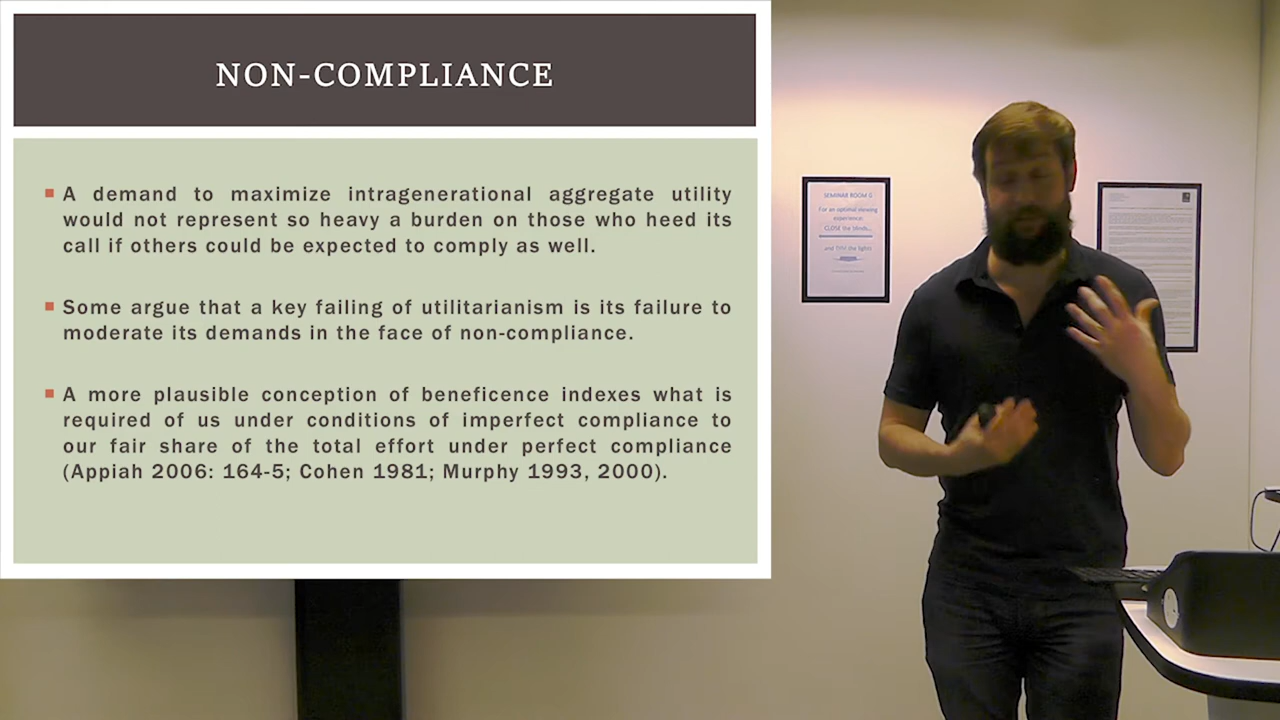 NON-COMPLIANCE
A demand to maximize intragenerational aggregate utility
would not represent so heavy a burden on those who heed its
call if others could be expected to comply as well.
Some argue that a key failing of utilitarianism is its failure to
moderate its demands in the face of non-compliance.
A more plausible conception of beneficence indexes what is
required of us under conditions of imperfect compliance to
our fair share of the total effort under perfect compliance
(Appiah 2006: 164-5; Cohen 1981; Murphy 1993, 2000).
SEMINAR ROOM G
For an optimal viewing
experience:
CLOSE the blinds...
and TINT the lights